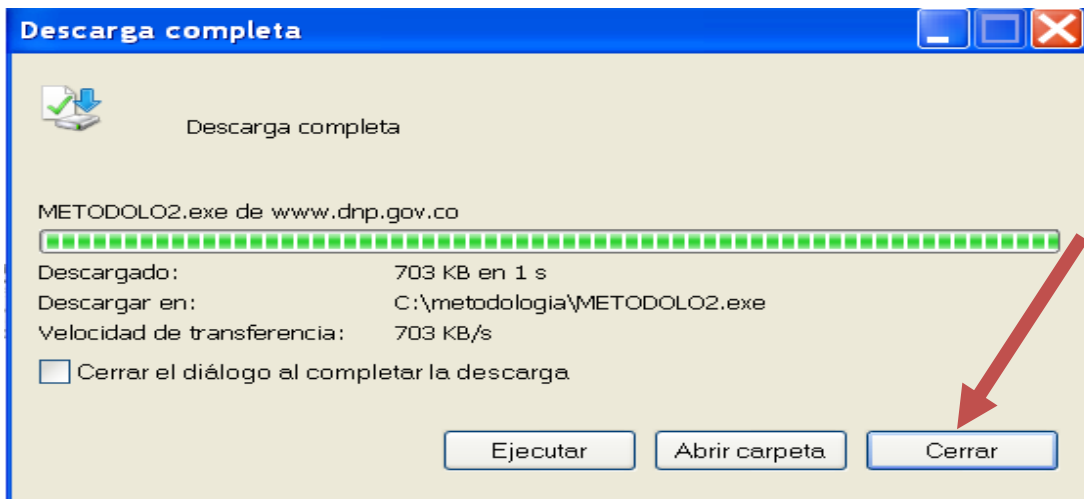 Descarga completa
Descarga completa
METODOLO2.exe de www.dnp.gov.co
Descargado: 703 KB en 1 s
Descargar en: C:\metodologia\METODOLO2.exe
Velocidad de transferencia: 703 KB/s
Cerrar el diálogo al completar la descarga
Ejecutar Abrir carpeta Cerrar